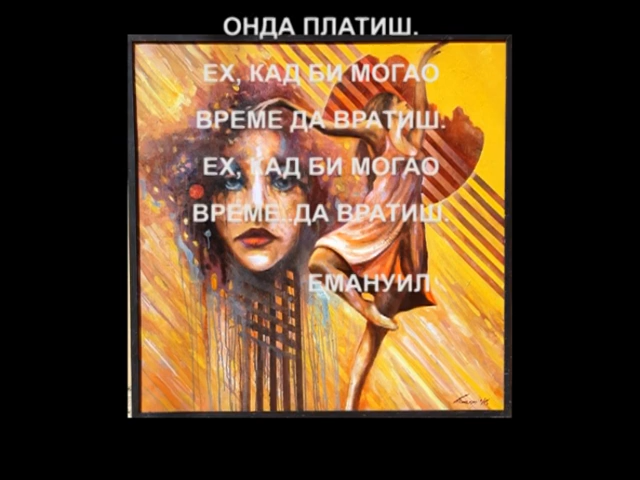 ОНДА ПЛАТИШ.
ЕХ, КАД БИ МОГАО
ВРЕМЕ ДА ВРАТИШ.
ЕХ, КАД БИ МОГАО
ВРЕМЕ..ДА ВРАТИШ.
ЕМАНУИЛ